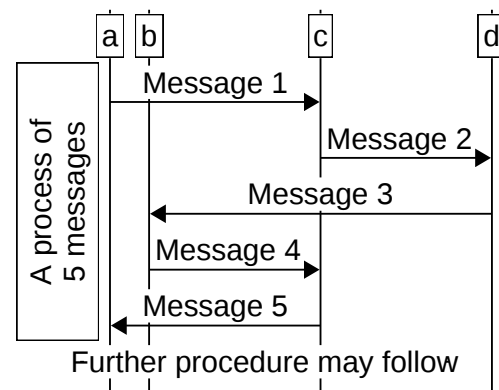 a
b
c
d
A process of
5 messages
Message 1
Message 2
Message 3
Message 4
Message 5
Further procedure may follow